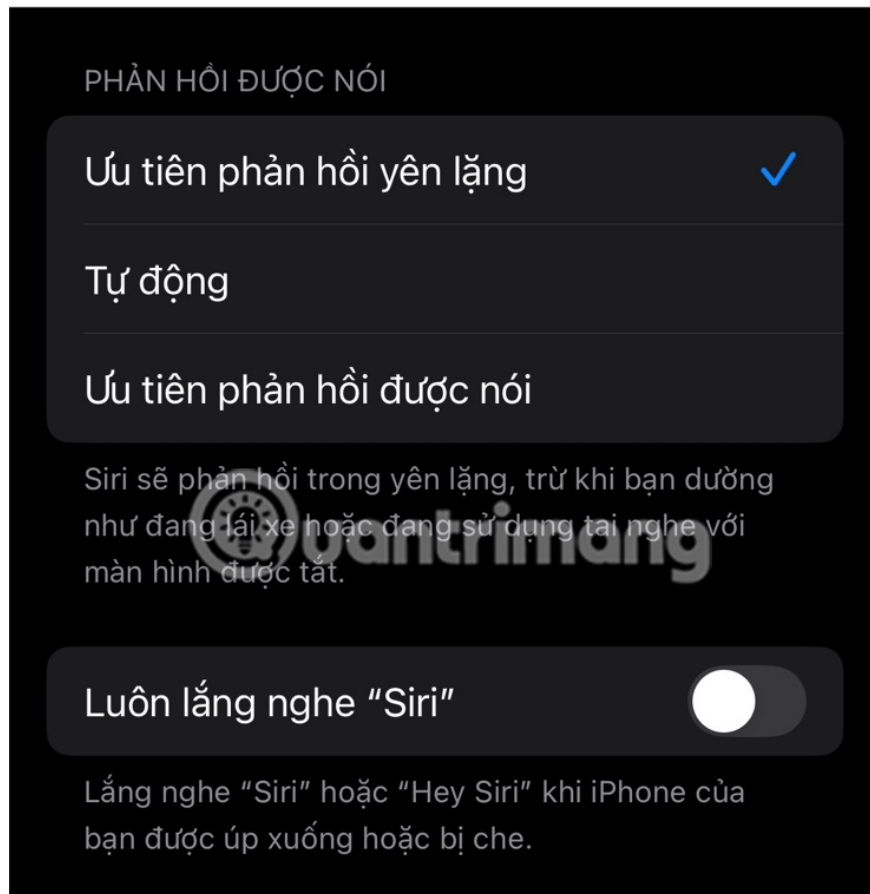 PHẢN HỒI ĐƯỢC NÓI
Ưu tiên phản hồi yên lặng
Tự động
Ưu tiên phản hồi được nói
Siri sẽ phản hồi trong yên lặng, trừ khi bạn dường
như đang lái xe hoặc đang sử dụng tai nghe với
màn hình được tắt.
Quantrimang
Luôn lắng nghe “Siri”
Lắng nghe “Siri” hoặc “Hey Siri” khi iPhone của
bạn được úp xuống hoặc bị che.